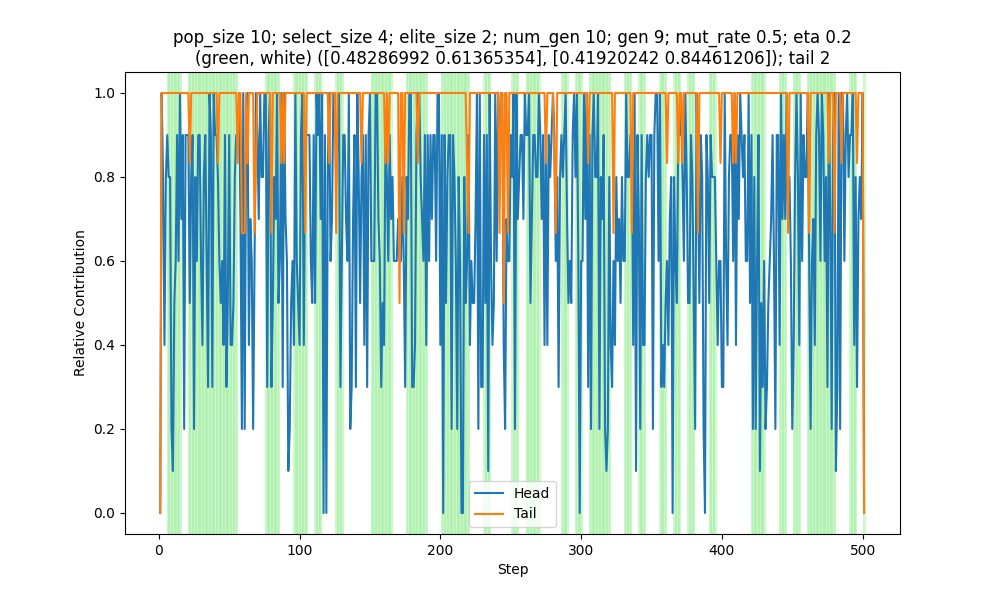 pop_size 10; select_size 4; elite_size 2; num_gen 10; gen 9; mut_rate 0.5; eta 0.2
(green, white) ([0.48286992 0.61365354], [0.41920242 0.84461206]); tail 2
1.0
0.8
0.6
0.4
0.2
0.0
Relative Contribution
Head
Tail
0
100
200
300
400
500
Step